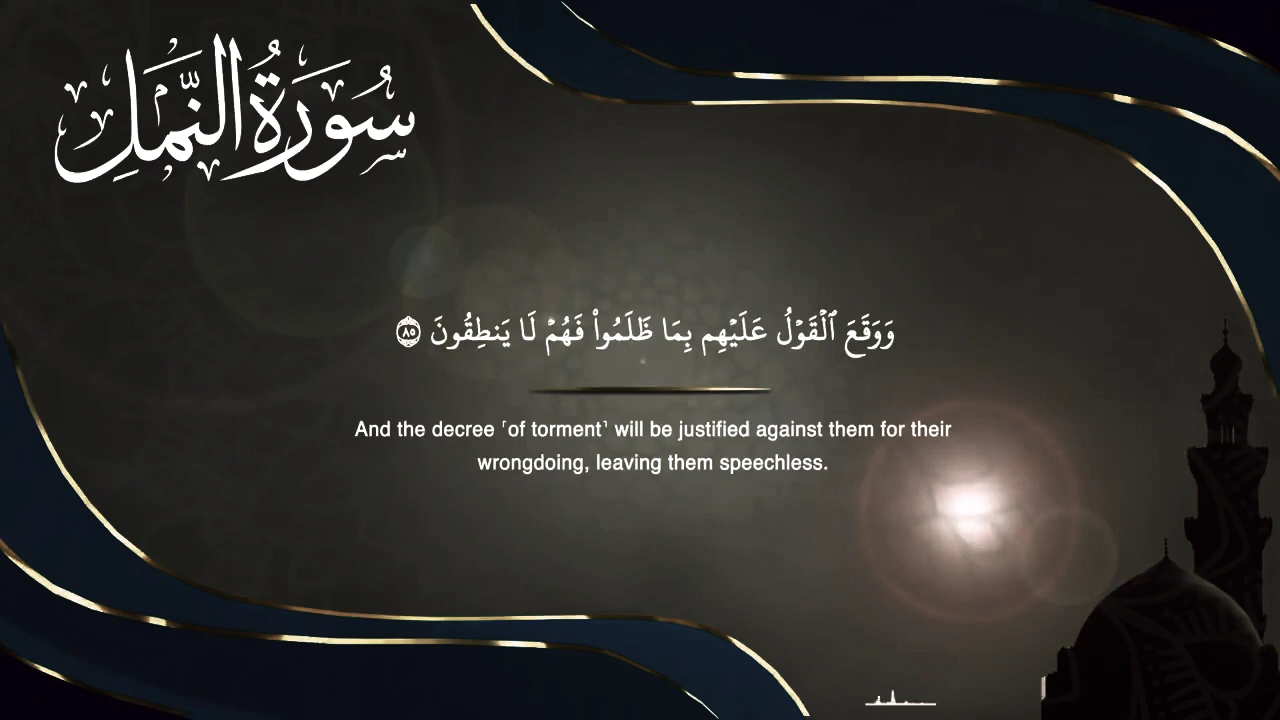 سُورَةُ النَّمْلِ
وَوَقَعَ ٱلْقَوْلُ عَلَيْهِم بِمَا ظَلَمُوا۟ فَهُمْ لَا يَنطِقُونَ ٨٥
And the decree ˹of torment˺ will be justified against them for their
wrongdoing, leaving them speechless.